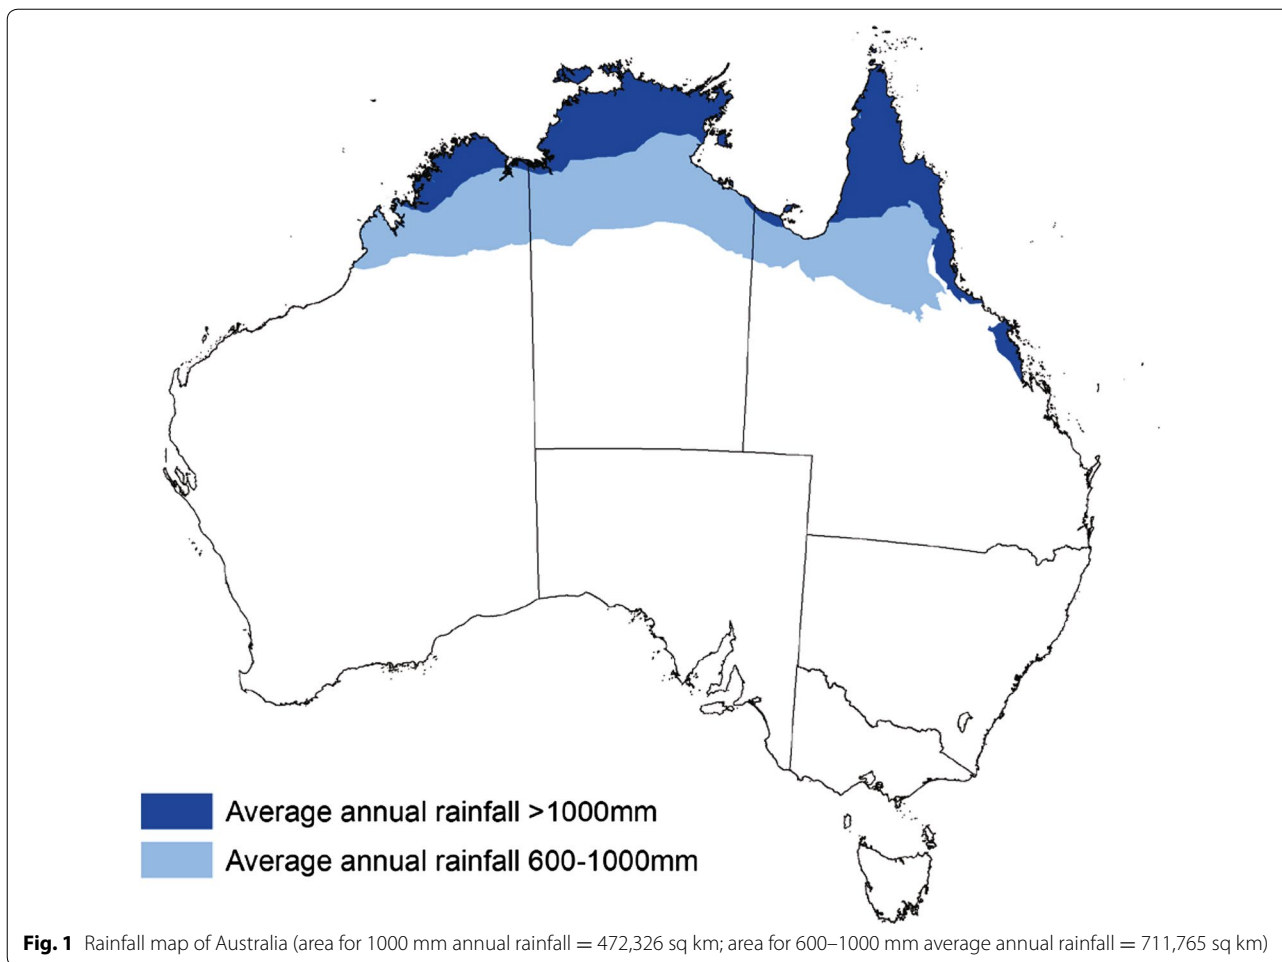 Average annual rainfall >1000mm
Average annual rainfall 600-1000mm
Fig. 1 Rainfall map of Australia (area for 1000 mm annual rainfall = 472,326 sq km; area for 600–1000 mm average annual rainfall = 711,765 sq km)